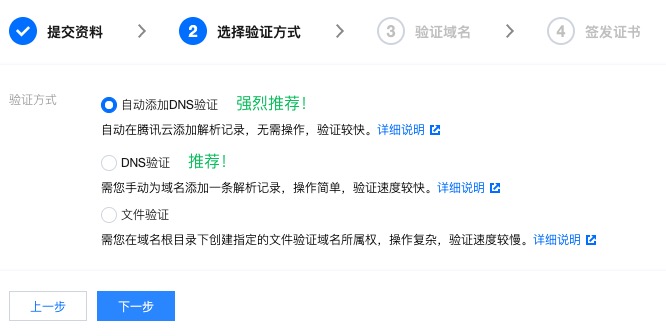 提交资料 2 选择验证方式 3 验证域名 4 签发证书
验证方式 自动添加DNS验证 强烈推荐!
自动在腾讯云添加解析记录，无需操作，验证较快。详细说明
DNS验证 推荐!
需您手动为域名添加一条解析记录，操作简单，验证速度较快。详细说明
文件验证
需您在域名根目录下创建指定的文件验证域名所属权，操作复杂，验证速度较慢。详细说明
上一步 下一步